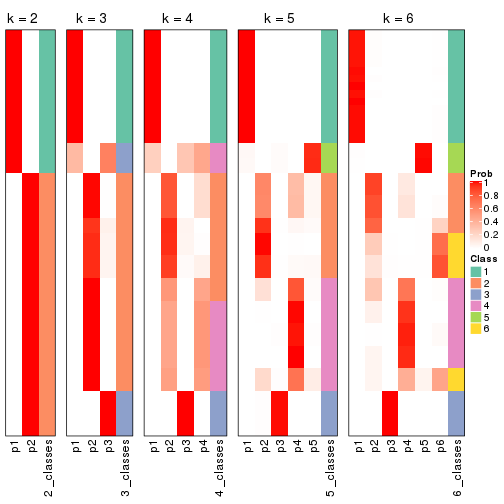 k = 2
k = 3
k = 4
k = 5
k = 6
Prob
1
0.8
0.6
0.4
0.2
0
Class
1
2
3
4
5
6
p1
p2
2_classes
p1
p2
p3
3_classes
p1
p2
p3
p4
4_classes
p1
p2
p3
p4
p5
5_classes
p1
p2
p3
p4
p5
p6
6_classes